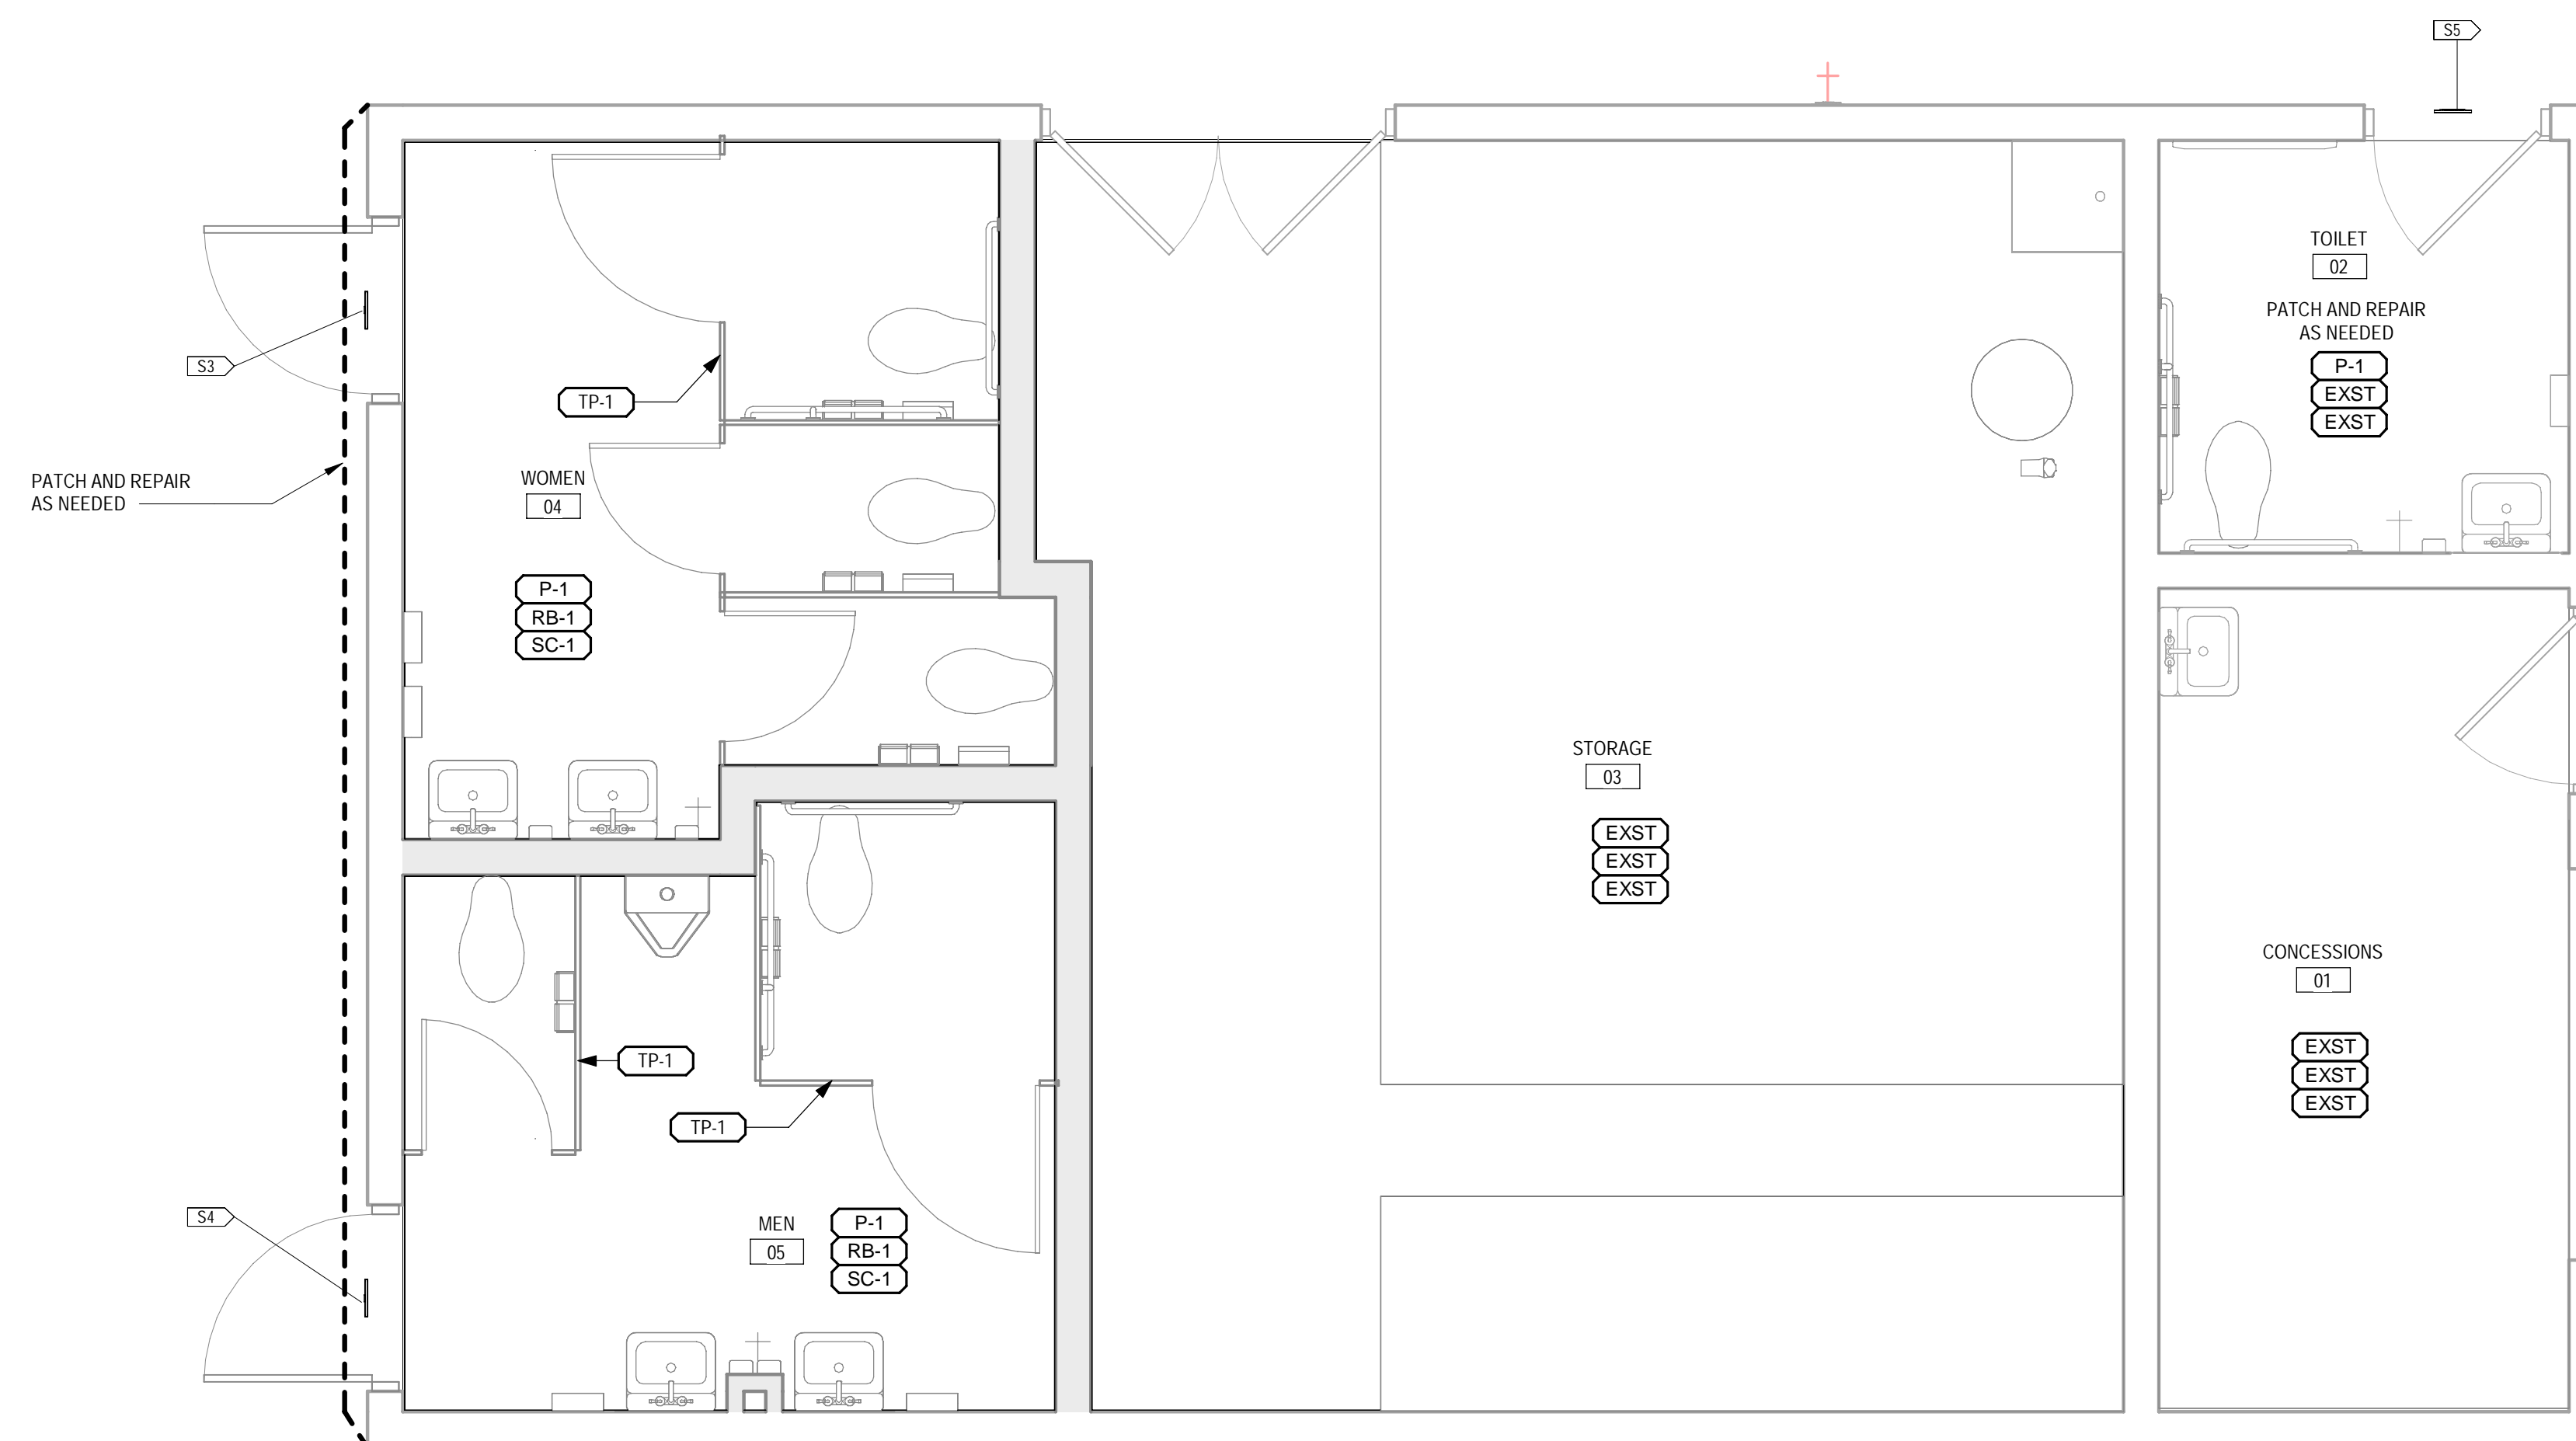 S5
TOILET
02
PATCH AND REPAIR
AS NEEDED
P-1
EXST
EXST
S3
TP-1
PATCH AND REPAIR
AS NEEDED
WOMEN
04
P-1
RB-1
SC-1
STORAGE
03
EXST
EXST
EXST
CONCESSIONS
01
EXST
EXST
EXST
TP-1
TP-1
S4
MEN
05
P-1
RB-1
SC-1